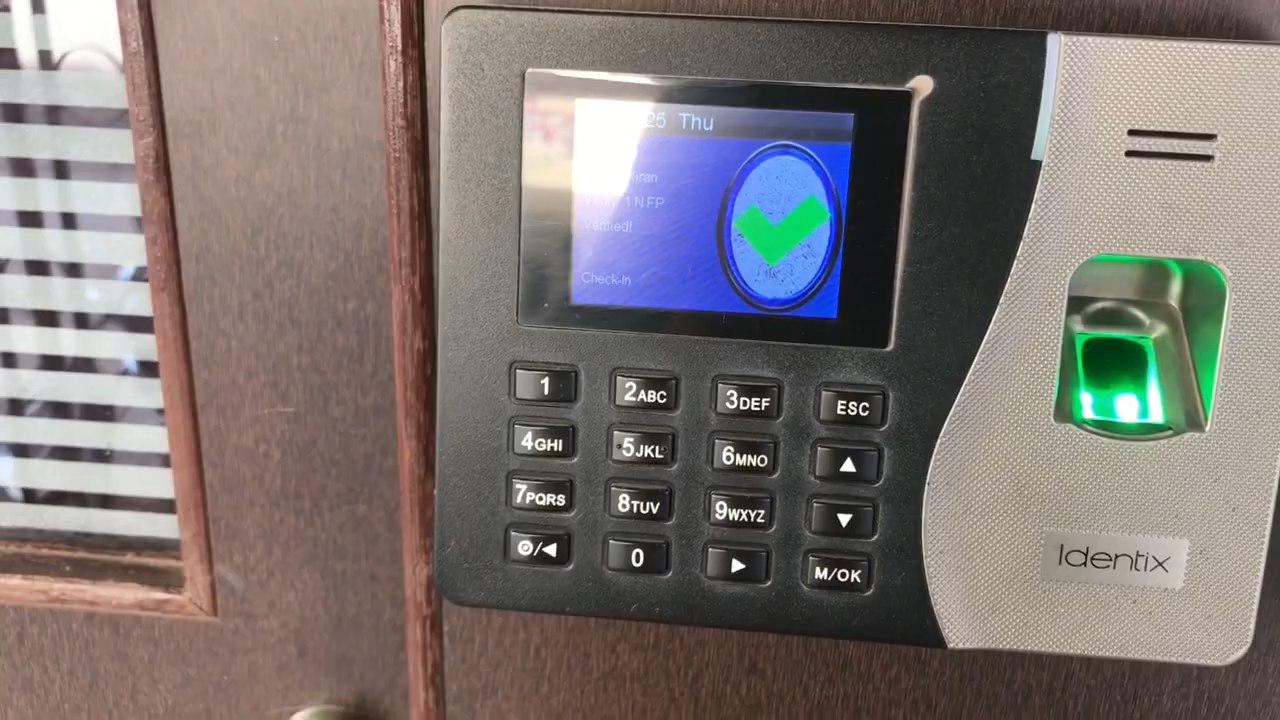 25 Thu
Verify: 1:N FP
Verified!
Check-In
1 2ABC 3DEF ESC
4GHI 5JKL 6MNO ▲
7PQRS 8TUV 9WXYZ ▼
◎/◀ 0 ▶ M/OK
Identix